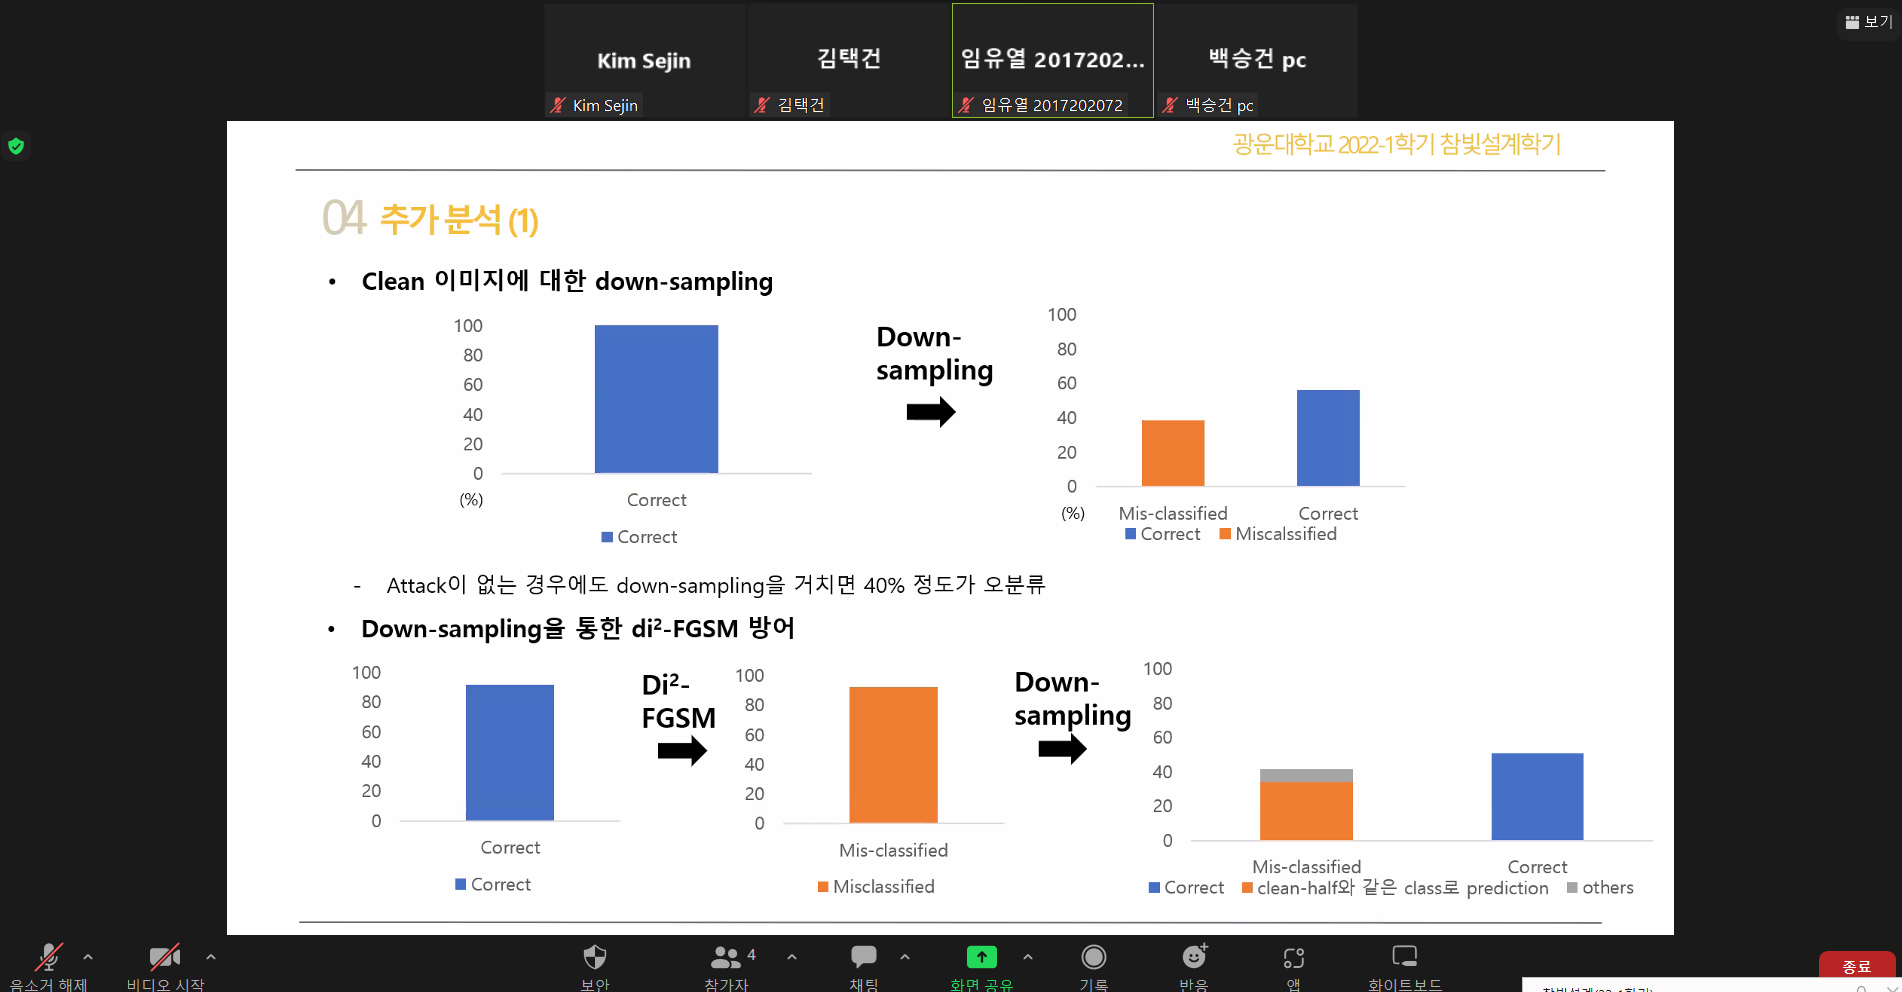 보기
Kim Sejin
김택건
임유열 2017202...
백승건 pc
Kim Sejin
김택건
임유열 2017202072
백승건 pc
광운대학교 2022-1학기 참빛설계학기
04 추가 분석 (1)
• Clean 이미지에 대한 down-sampling
100
80
60
40
20
0
(%)
Correct
Correct
Down-
sampling
100
80
60
40
20
0
(%)
Mis-classified
Correct
Correct
Miscalssified
- Attack이 없는 경우에도 down-sampling을 거치면 40% 정도가 오분류
• Down-sampling을 통한 di²-FGSM 방어
100
80
60
40
20
0
Correct
Correct
Di²-
FGSM
100
80
60
40
20
0
Mis-classified
Misclassified
Down-
sampling
100
80
60
40
20
0
Mis-classified
Correct
Correct
clean-half와 같은 class로 prediction
others
음소거 해제
비디오 시작
보안
4
참가자
채팅
화면 공유
기록
반응
앱
화이트보드
종료